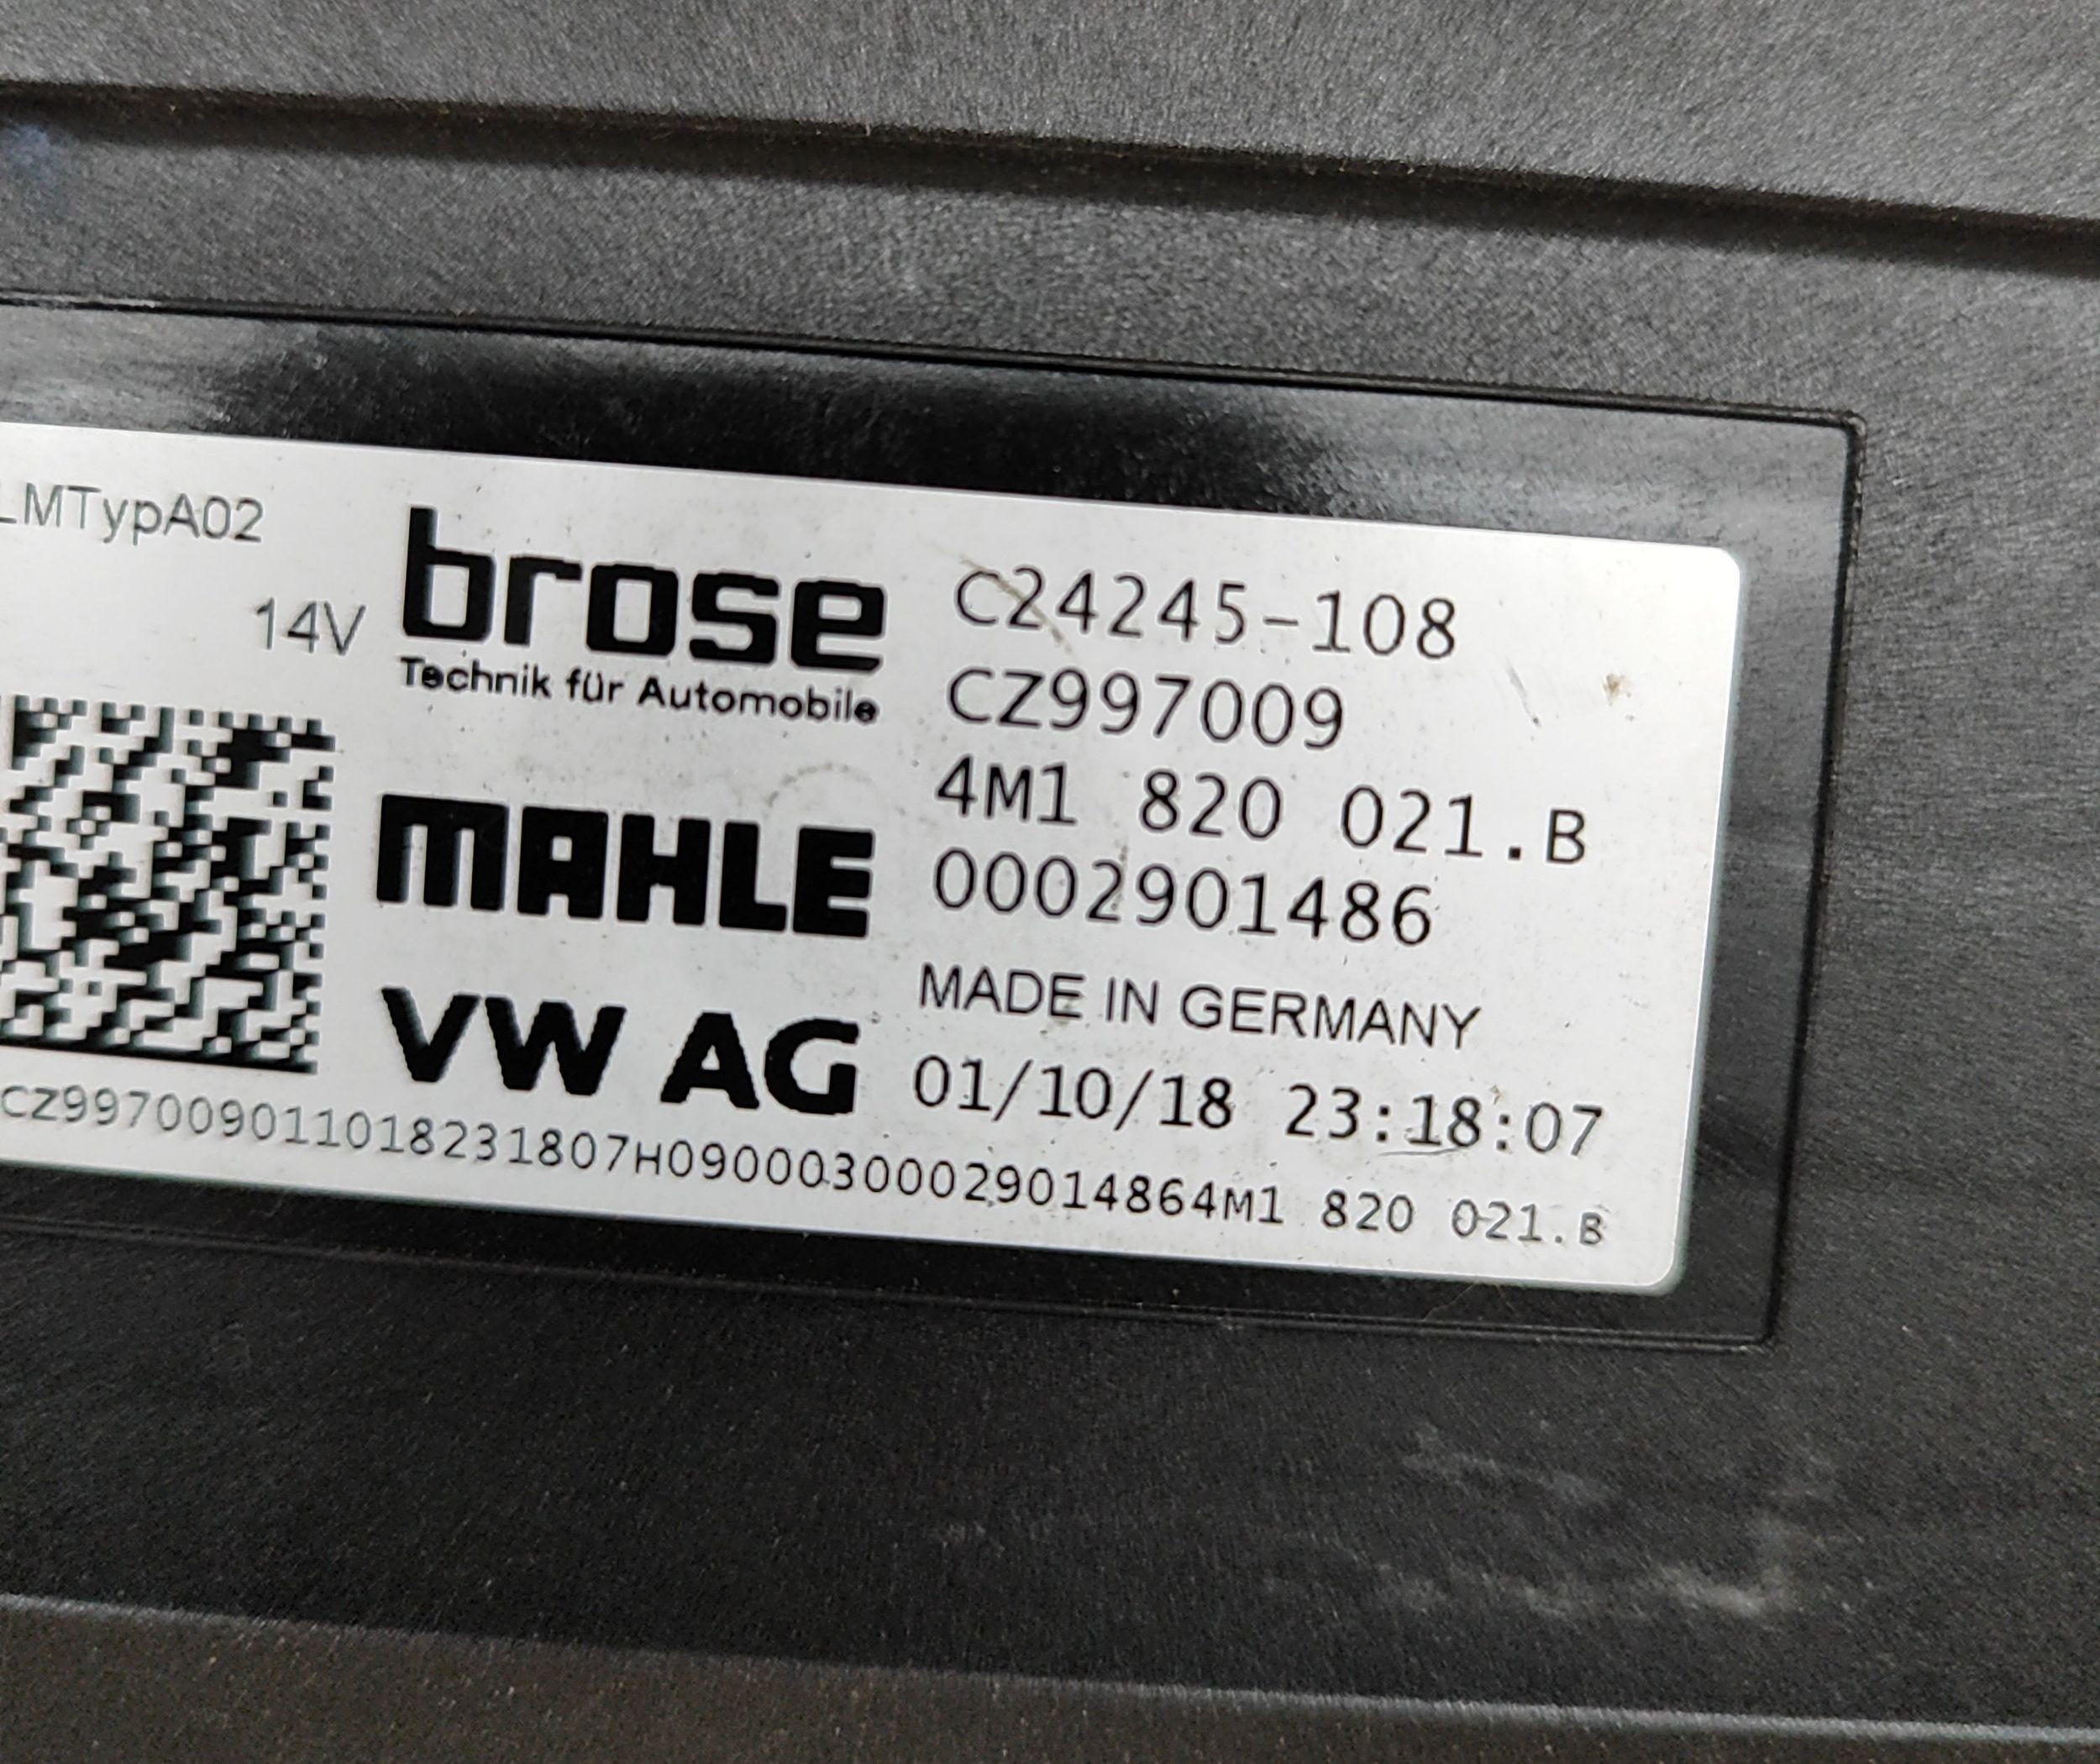 LMTypA02
14V
brose
Technik für Automobile
MAHLE
VW AG
C24245-108
CZ997009
4M1 820 021.B
0002901486
MADE IN GERMANY
01/10/18 23:18:07
CZ997009011018231807H09000300029014864M1 820 021.B